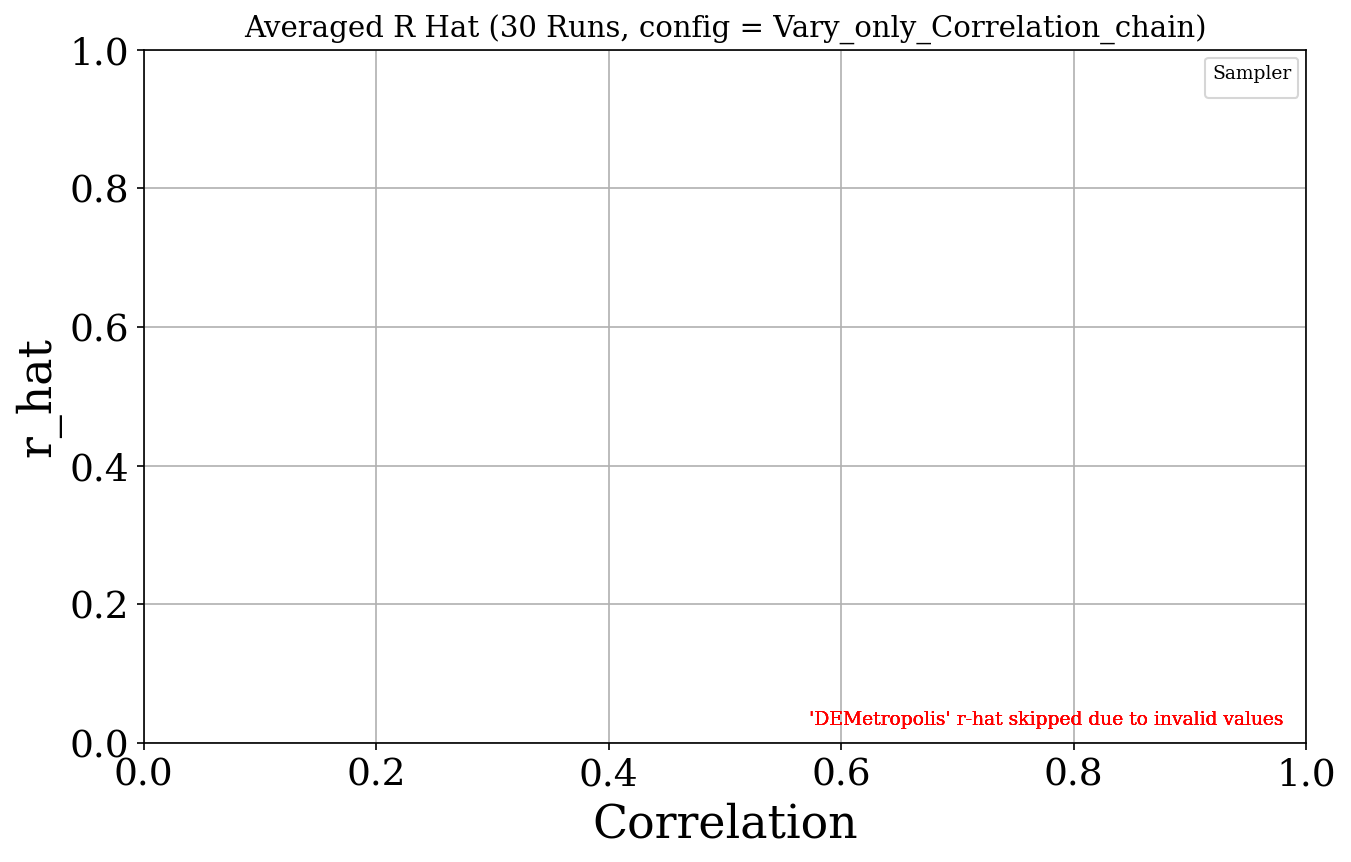 Averaged R Hat (30 Runs, config = Vary_only_Correlation_chain)
Sampler
1.0
0.8
0.6
0.4
0.2
0.0
r_hat
'DEMetropolis' r-hat skipped due to invalid values
0.0 0.2 0.4 0.6 0.8 1.0
Correlation